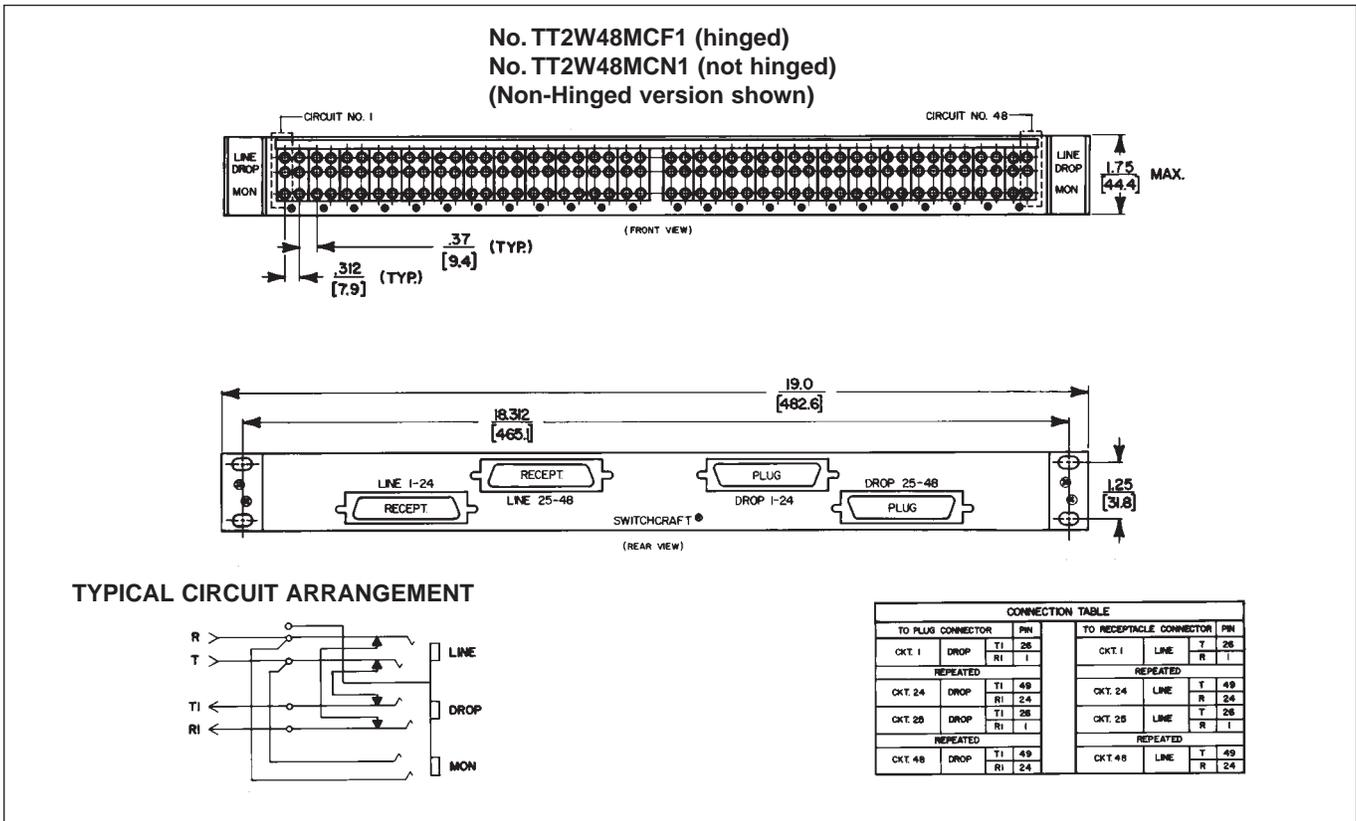 No. TT2W48MCF1 (hinged)
No. TT2W48MCN1 (not hinged)
(Non-Hinged version shown)
CIRCUIT NO. 1
CIRCUIT NO. 48
LINE
DROP
MON
LINE
DROP
MON
1.75
[44.4]
MAX.
(FRONT VIEW)
.37
[9.4]
(TYP.)
.312
[7.9]
(TYP.)
19.0
[482.6]
18.312
[465.1]
LINE 1-24
RECEPT.
RECEPT.
LINE 25-48
PLUG
DROP 1-24
DROP 25-48
PLUG
SWITCHCRAFT®
(REAR VIEW)
1.25
[31.8]
TYPICAL CIRCUIT ARRANGEMENT
R
T
T1
R1
LINE
DROP
MON
CONNECTION TABLE
TO PLUG CONNECTOR PIN TO RECEPTACLE CONNECTOR PIN
CKT. 1 DROP T1 26 CKT. 1 LINE T 26
R1 1 R 1
REPEATED REPEATED
CKT. 24 DROP T1 49 CKT. 24 LINE T 49
R1 24 R 24
CKT. 25 DROP T1 26 CKT. 25 LINE T 26
R1 1 R 1
REPEATED REPEATED
CKT. 48 DROP T1 49 CKT. 48 LINE T 49
R1 24 R 24